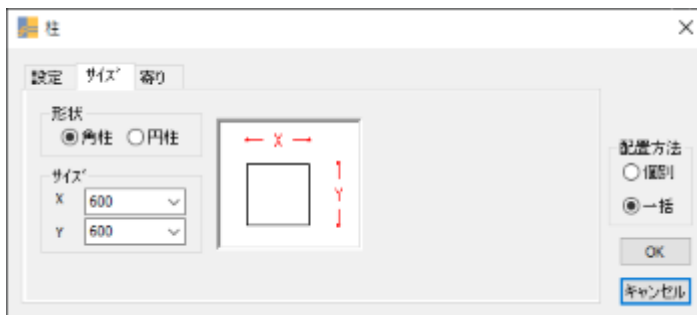 柱
設定 ｻｲｽﾞ 寄り
形状
角柱 円柱
ｻｲｽﾞ
X 600
Y 600
X
Y
配置方法
個別
一括
OK
ｷｬﾝｾﾙ